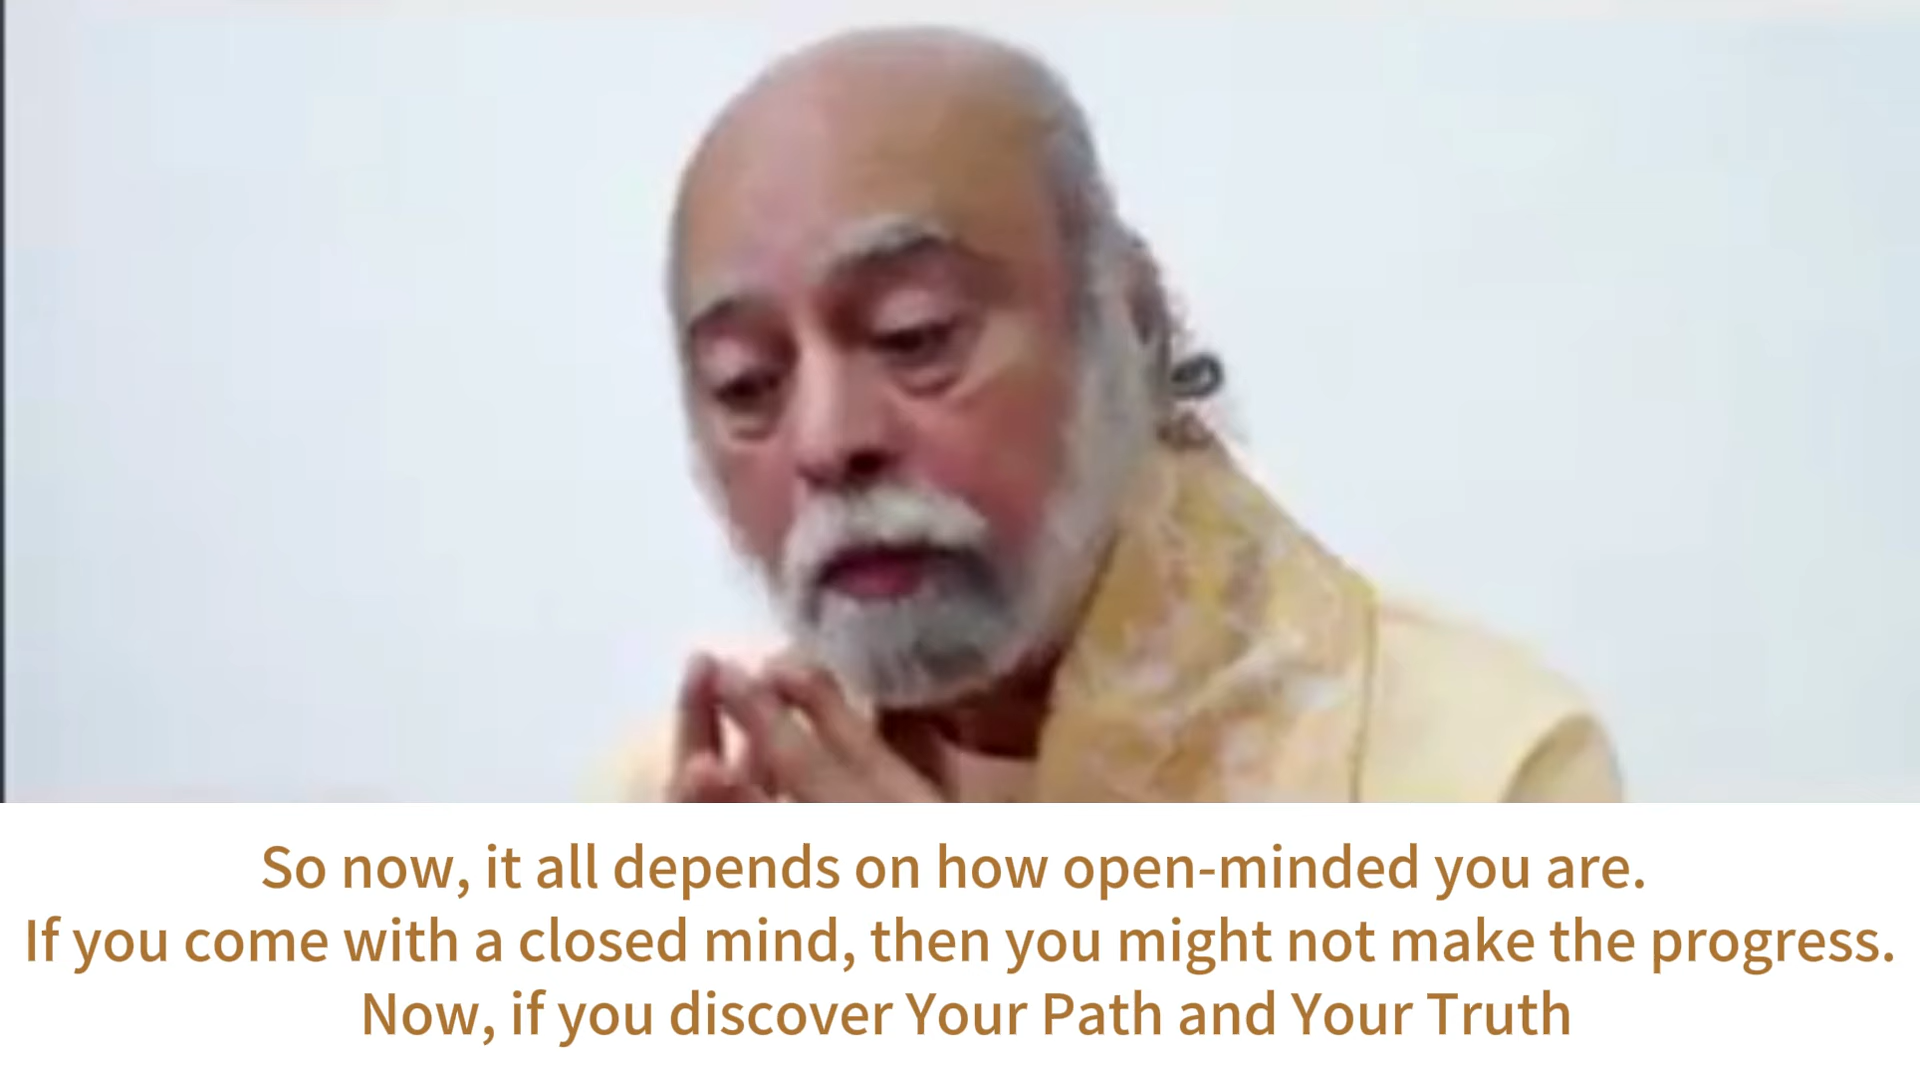 So now, it all depends on how open-minded you are.
If you come with a closed mind, then you might not make the progress.
Now, if you discover Your Path and Your Truth